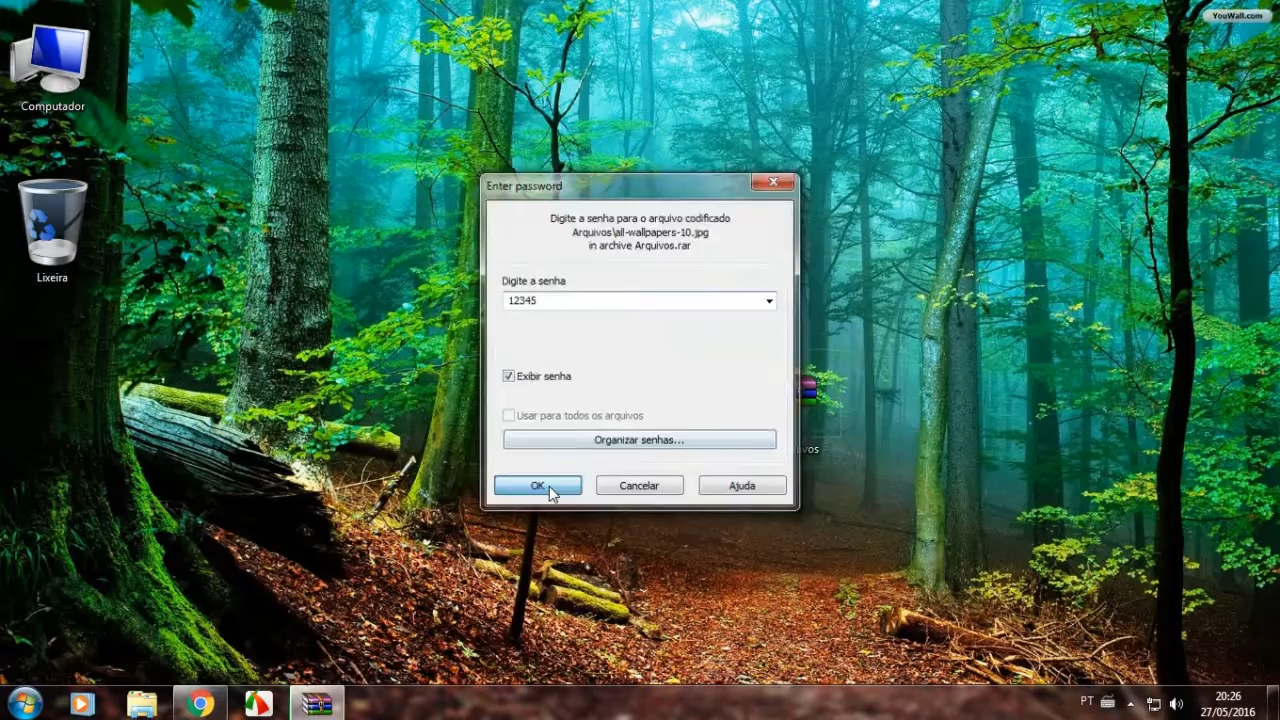 YouWall.com
Computador
Lixeira
Enter password
Digite a senha para o arquivo codificado
Arquivos\all-wallpapers-10.jpg
in archive Arquivos.rar
Digite a senha
12345
Exibir senha
Usar para todos os arquivos
Organizar senhas...
vos
OK
Cancelar
Ajuda
PT
20:26
27/05/2016